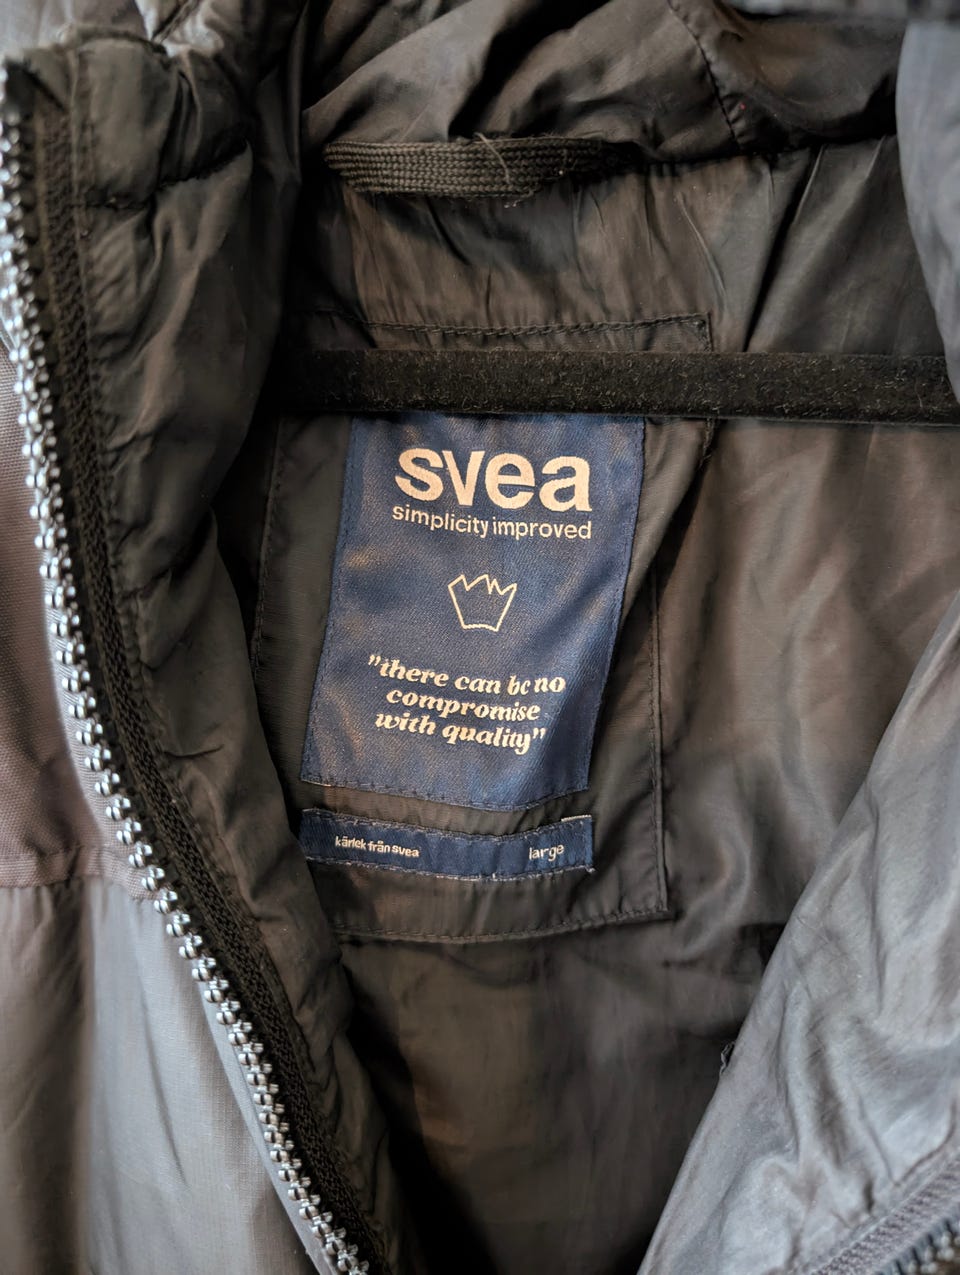 svea
simplicity improved
"there can be no
compromise
with quality"
kärlek från svea
large